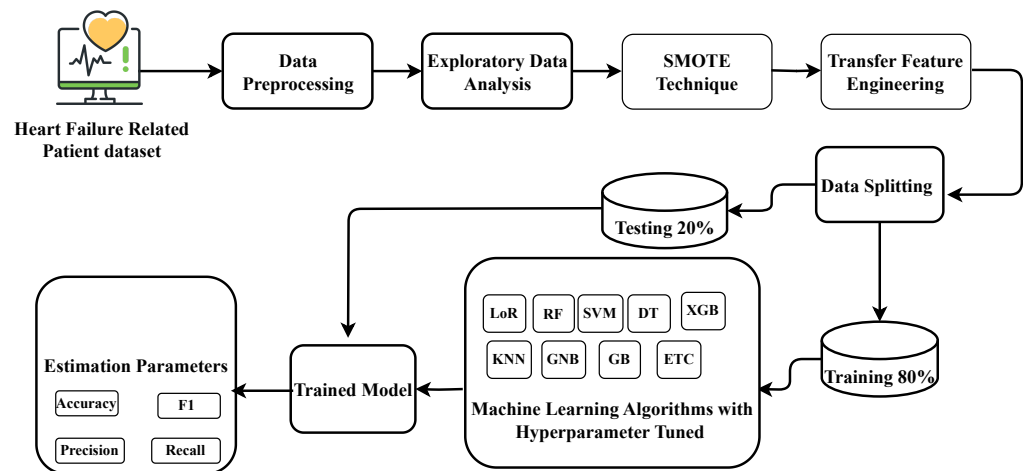 Heart Failure Related
Patient dataset
Data
Preprocessing
Exploratory Data
Analysis
SMOTE
Technique
Transfer Feature
Engineering
Data Splitting
Testing 20%
Training 80%
LoR
RF
SVM
DT
XGB
KNN
GNB
GB
ETC
Machine Learning Algorithms with
Hyperparameter Tuned
Trained Model
Estimation Parameters
Accuracy
F1
Precision
Recall